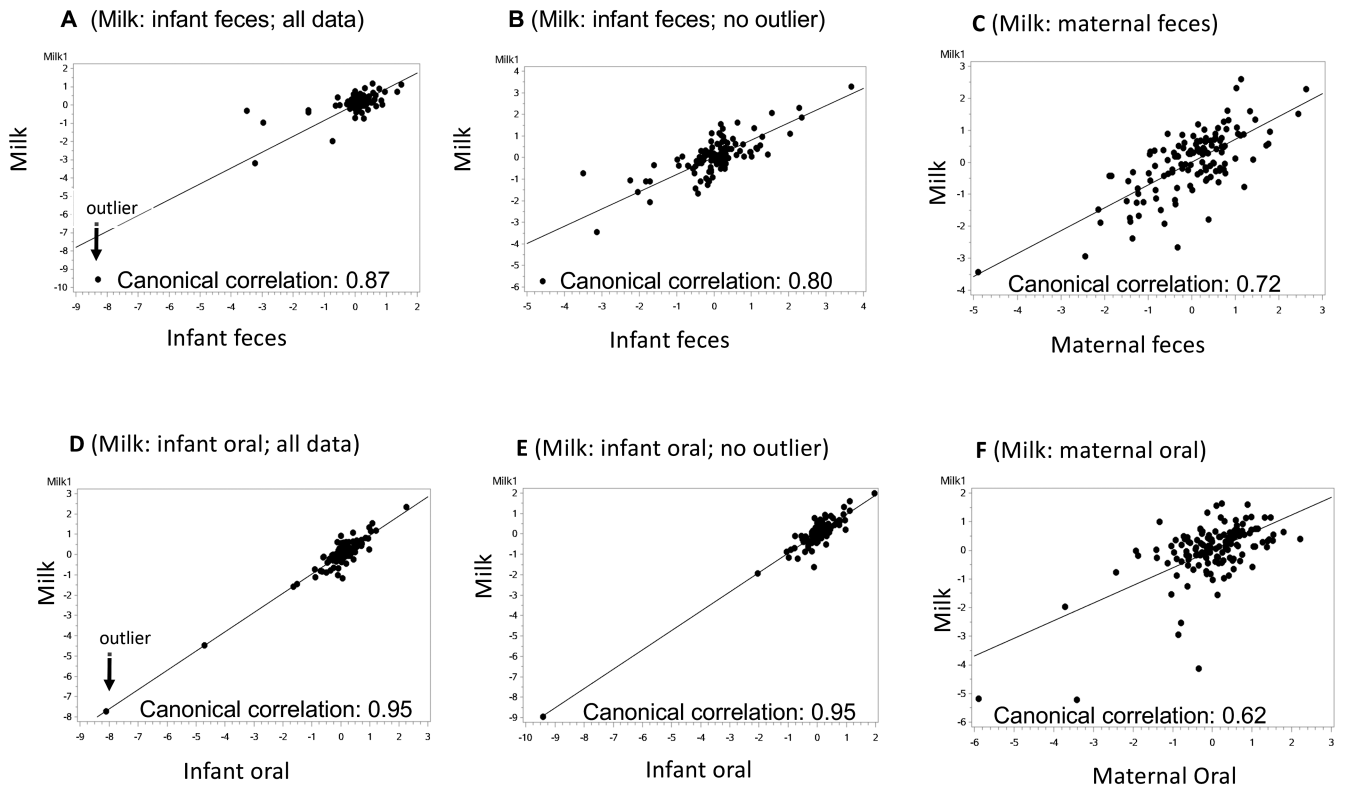 A (Milk: infant feces; all data)
Milk1
2
1
0
-1
-2
-3
-4
-5
-6
-7
-8
-9
-10
Milk
outlier
Canonical correlation: 0.87
-9 -8 -7 -6 -5 -4 -3 -2 -1 0 1 2
Infant feces
B (Milk: infant feces; no outlier)
Milk1
4
3
2
1
0
-1
-2
-3
-4
-5
-6
Milk
Canonical correlation: 0.80
-5 -4 -3 -2 -1 0 1 2 3 4
Infant feces
C (Milk: maternal feces)
Milk1
3
2
1
0
-1
-2
-3
-4
Milk
Canonical correlation: 0.72
-5 -4 -3 -2 -1 0 1 2 3
Maternal feces
D (Milk: infant oral; all data)
Milk1
3
2
1
0
-1
-2
-3
-4
-5
-6
-7
-8
Milk
outlier
Canonical correlation: 0.95
-9 -8 -7 -6 -5 -4 -3 -2 -1 0 1 2 3
Infant oral
E (Milk: infant oral; no outlier)
Milk1
2
1
0
-1
-2
-3
-4
-5
-6
-7
-8
-9
Milk
Canonical correlation: 0.95
-10 -9 -8 -7 -6 -5 -4 -3 -2 -1 0 1 2
Infant oral
F (Milk: maternal oral)
Milk1
2
1
0
-1
-2
-3
-4
-5
-6
Milk
Canonical correlation: 0.62
-6 -5 -4 -3 -2 -1 0 1 2 3
Maternal Oral